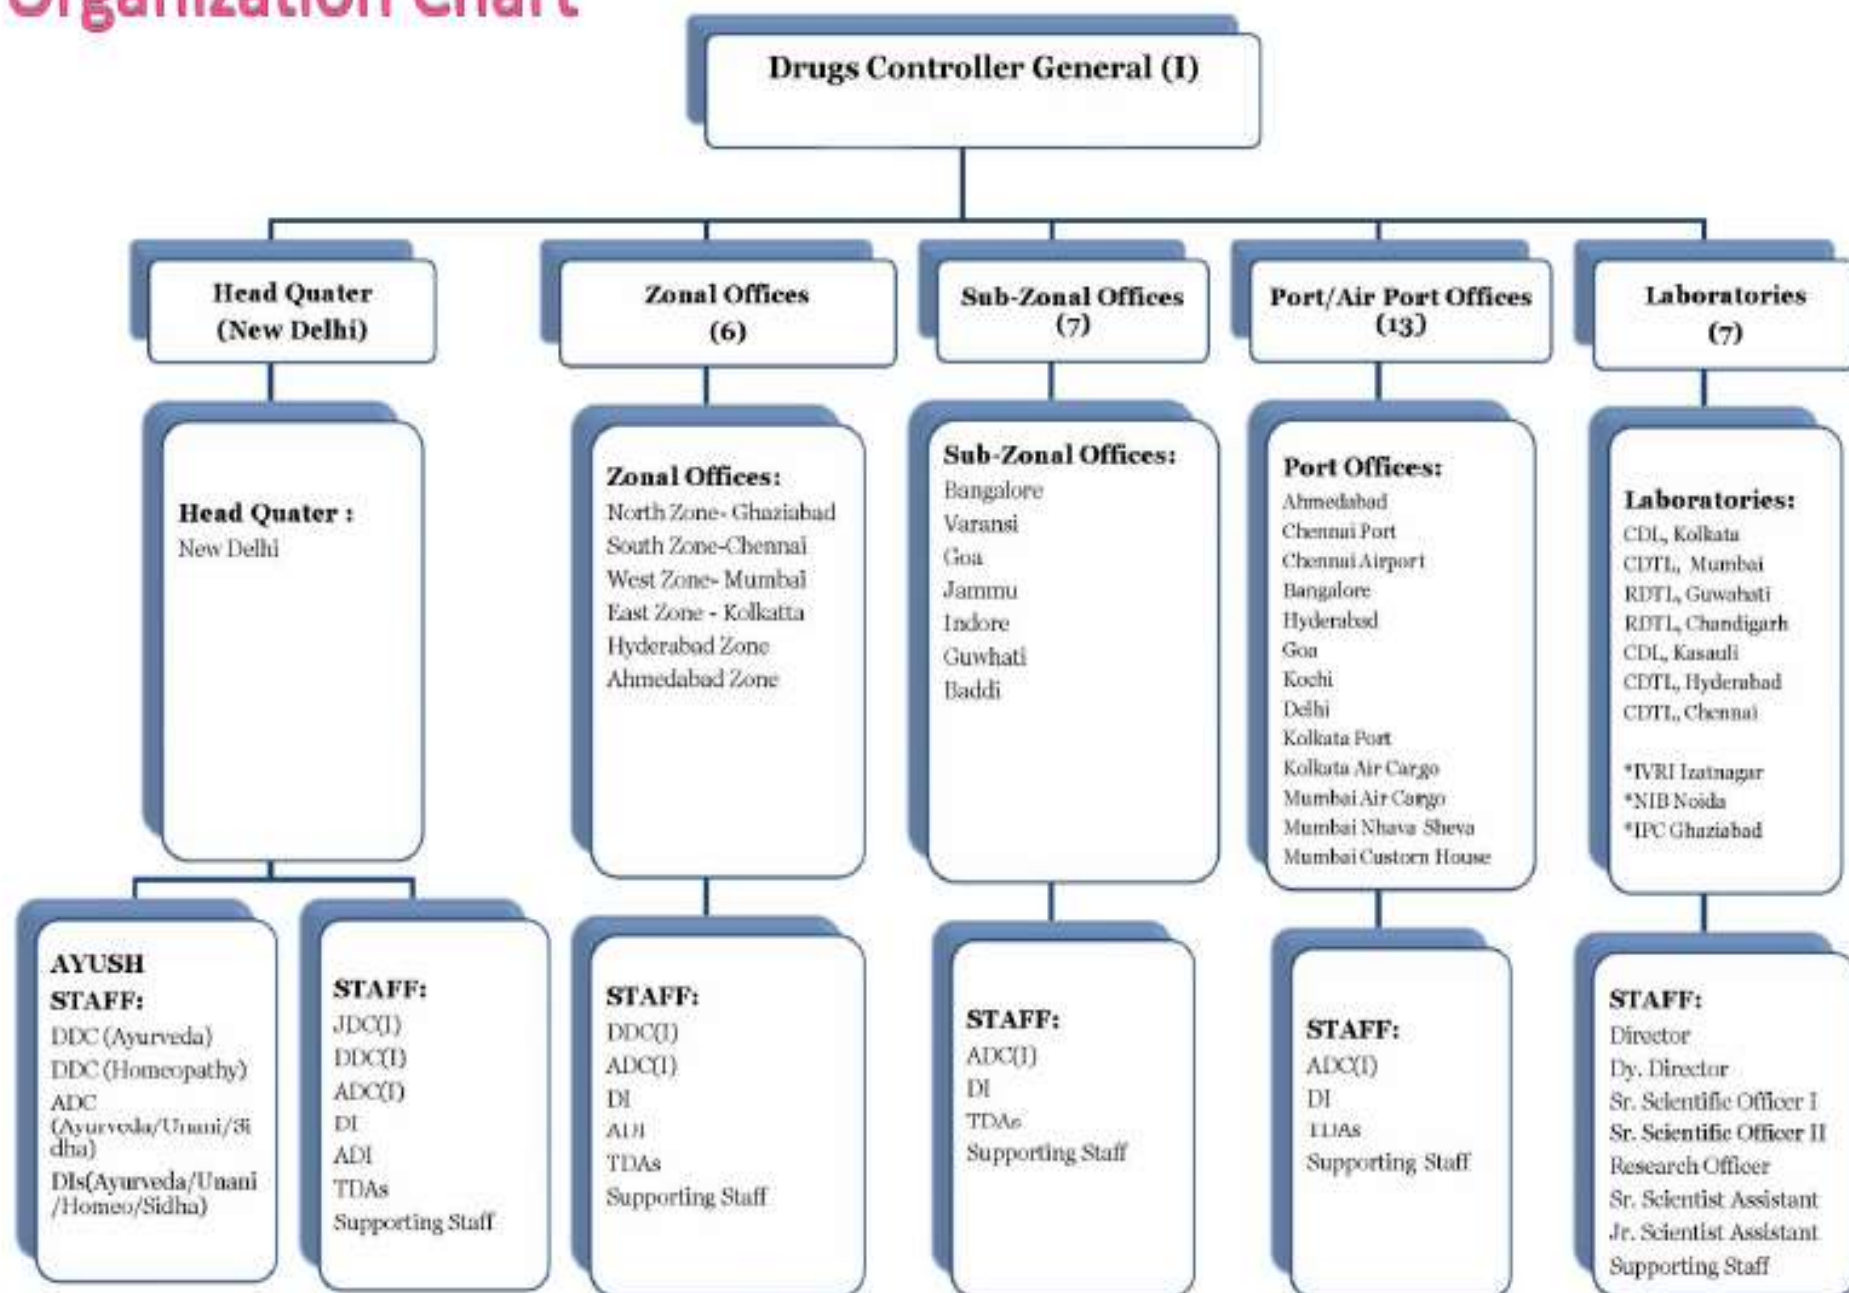 Organization Chart
Drugs Controller General (I)
Head Quater
(New Delhi)
Zonal Offices
(6)
Sub-Zonal Offices
(7)
Port/Air Port Offices
(13)
Laboratories
(7)
Head Quater :
New Delhi
Zonal Offices:
North Zone- Ghaziabad
South Zone-Chennai
West Zone- Mumbai
East Zone - Kolkatta
Hyderabad Zone
Ahmedabad Zone
Sub-Zonal Offices:
Bangalore
Varansi
Goa
Jammu
Indore
Guwhati
Baddi
Port Offices:
Ahmedabad
Chennai Port
Chennai Airport
Bangalore
Hyderabad
Goa
Kochi
Delhi
Kolkata Port
Kolkata Air Cargo
Mumbai Air Cargo
Mumbai Nhava Sheva
Mumbai Custom House
Laboratories:
CDL, Kolkata
CDTL, Mumbai
RDTL, Guwahati
RDTL, Chandigarh
CDL, Kasauli
CDTL, Hyderabad
CDTL, Chennai
*IVRI Izatnagar
*NIB Noida
*IPC Ghaziabad
AYUSH
STAFF:
DDC (Ayurveda)
DDC (Homeopathy)
ADC
(Ayurveda/Unani/Si
dha)
DIs(Ayurveda/Unani
/Homeo/Sidha)
STAFF:
JDC(I)
DDC(I)
ADC(I)
DI
ADI
TDAs
Supporting Staff
STAFF:
DDC(I)
ADC(I)
DI
ADI
TDAs
Supporting Staff
STAFF:
ADC(I)
DI
TDAs
Supporting Staff
STAFF:
ADC(I)
DI
TDAs
Supporting Staff
STAFF:
Director
Dy. Director
Sr. Scientific Officer I
Sr. Scientific Officer II
Research Officer
Sr. Scientist Assistant
Jr. Scientist Assistant
Supporting Staff